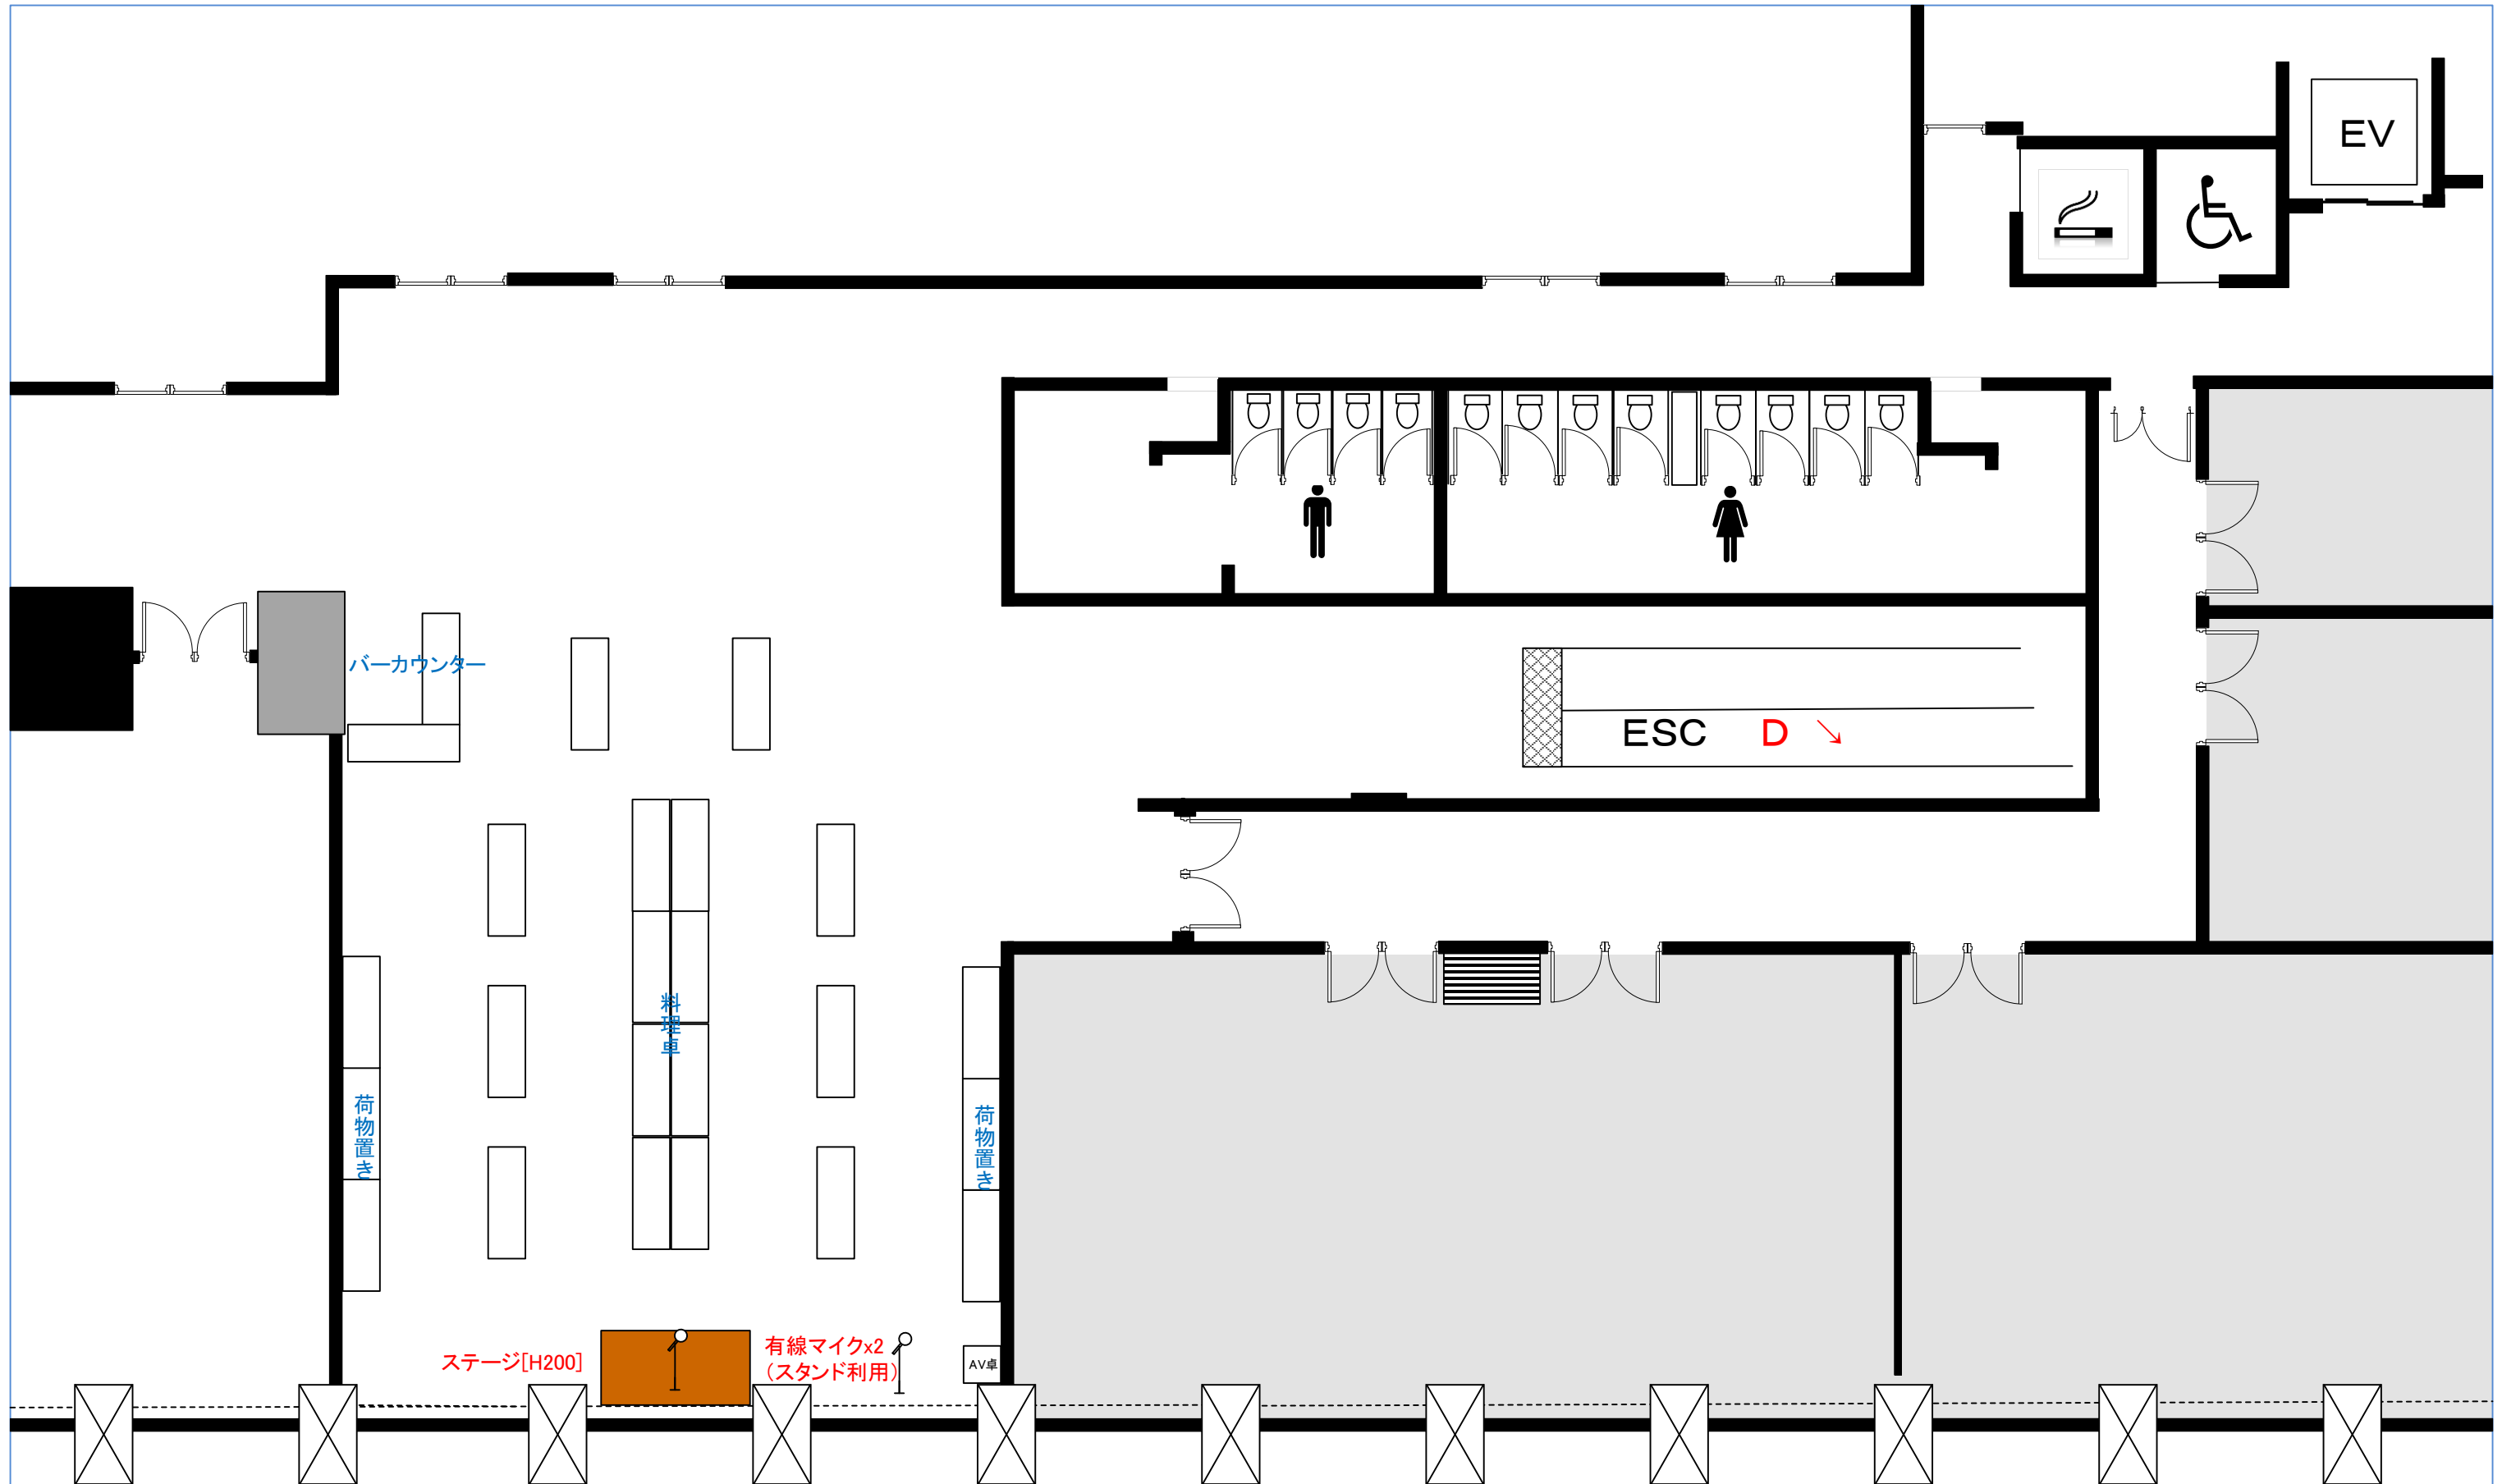 EV
バーカウンター
ESC D ↘
料理卓
荷物置き
荷物置き
ステージ[H200]
有線マイクx2
(スタンド利用)
AV卓